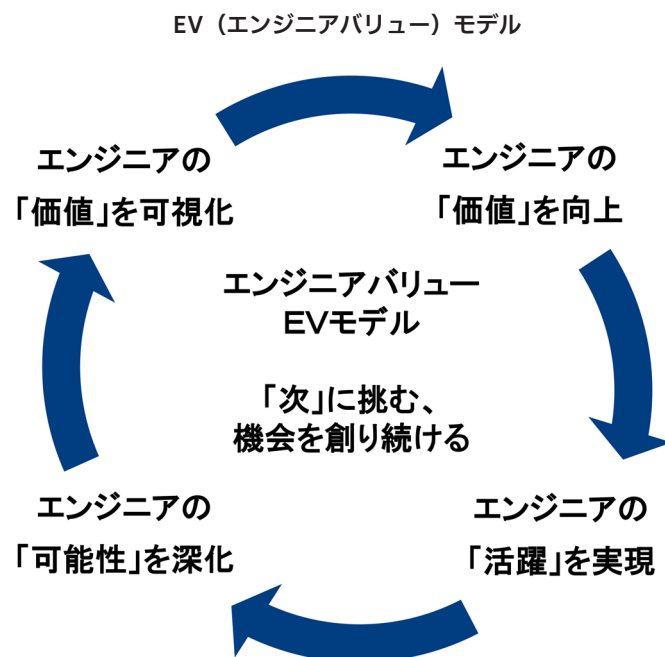 EV（エンジニアバリュー）モデル
エンジニアの
「価値」を可視化
エンジニアの
「価値」を向上
エンジニアバリュー
EVモデル
「次」に挑む、
機会を創り続ける
エンジニアの
「可能性」を深化
エンジニアの
「活躍」を実現